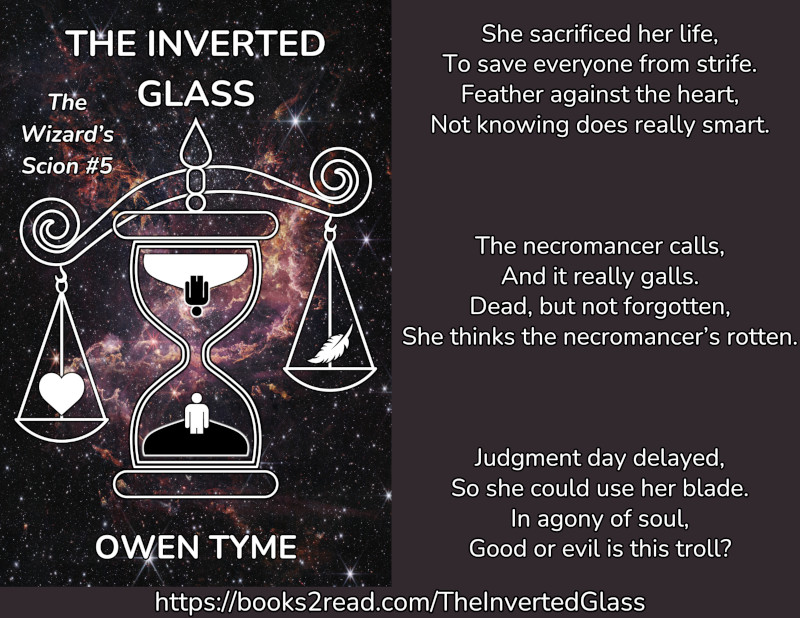 THE INVERTED
GLASS
The
Wizard's
Scion #5
OWEN TYME
She sacrificed her life,
To save everyone from strife.
Feather against the heart,
Not knowing does really smart.
The necromancer calls,
And it really galls.
Dead, but not forgotten,
She thinks the necromancer's rotten.
Judgment day delayed,
So she could use her blade.
In agony of soul,
Good or evil is this troll?
https://books2read.com/TheInvertedGlass